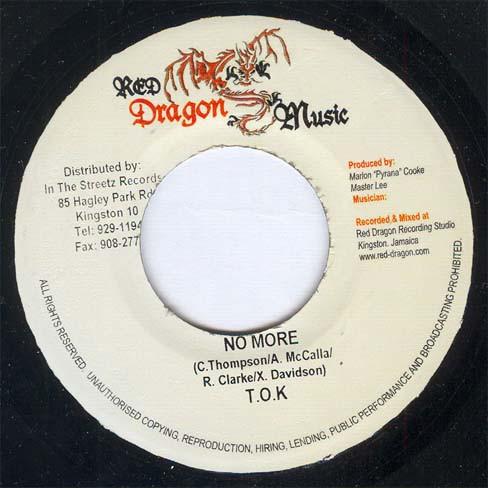 RED
Dragon
Music
Distributed by:
In The Streetz Records
85 Hagley Park Rd
Kingston 10
Tel: 929-1194
Fax: 908-277
Produced by:
Marlon "Pyrana" Cooke
Master Lee
Musician:
Recorded & Mixed at
Red Dragon Recording Studio
Kingston, Jamaica
www.red-dragon.com
NO MORE
(C.Thompson/A. McCalla/
R. Clarke/X. Davidson)
T.O.K
ALL RIGHTS RESERVED. UNAUTHORISED COPYING, REPRODUCTION, HIRING, LENDING, PUBLIC PERFORMANCE AND BROADCASTING PROHIBITED.